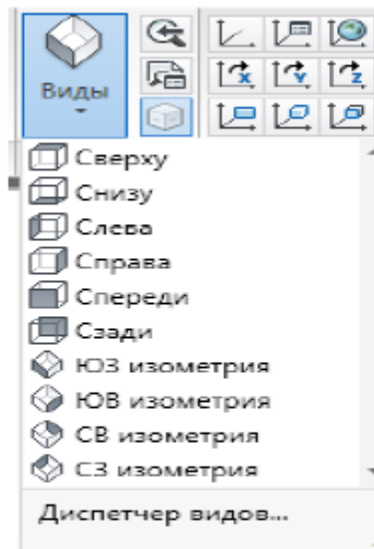 Виды
X Y Z
Сверху
Снизу
Слева
Справа
Спереди
Сзади
ЮЗ изометрия
ЮВ изометрия
СВ изометрия
СЗ изометрия
Диспетчер видов...